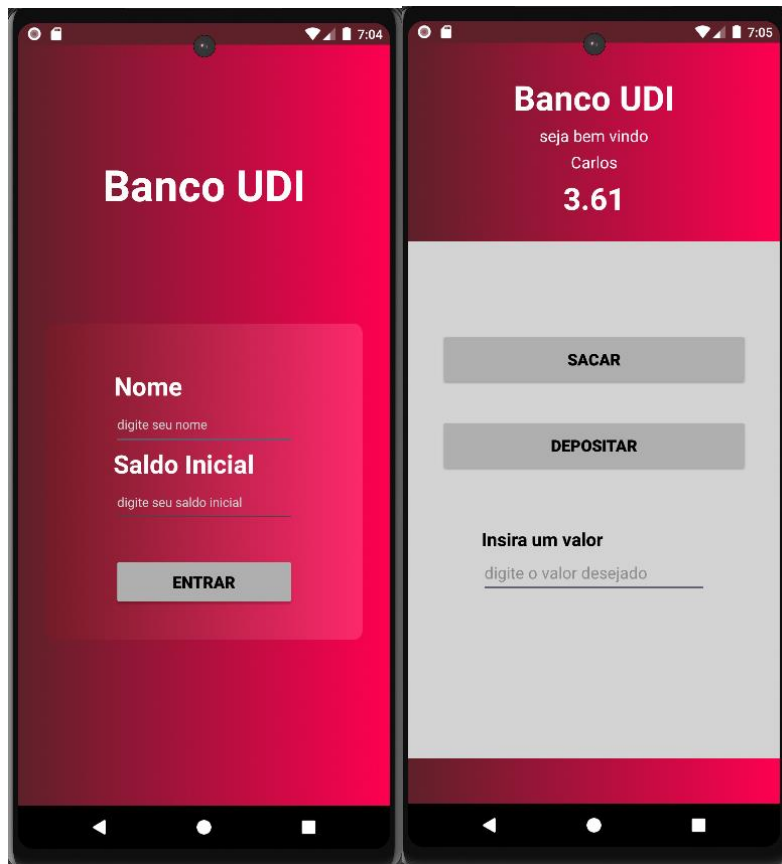 7:04
Banco UDI
Nome
digite seu nome
Saldo Inicial
digite seu saldo inicial
ENTRAR
7:05
Banco UDI
seja bem vindo
Carlos
3.61
SACAR
DEPOSITAR
Insira um valor
digite o valor desejado